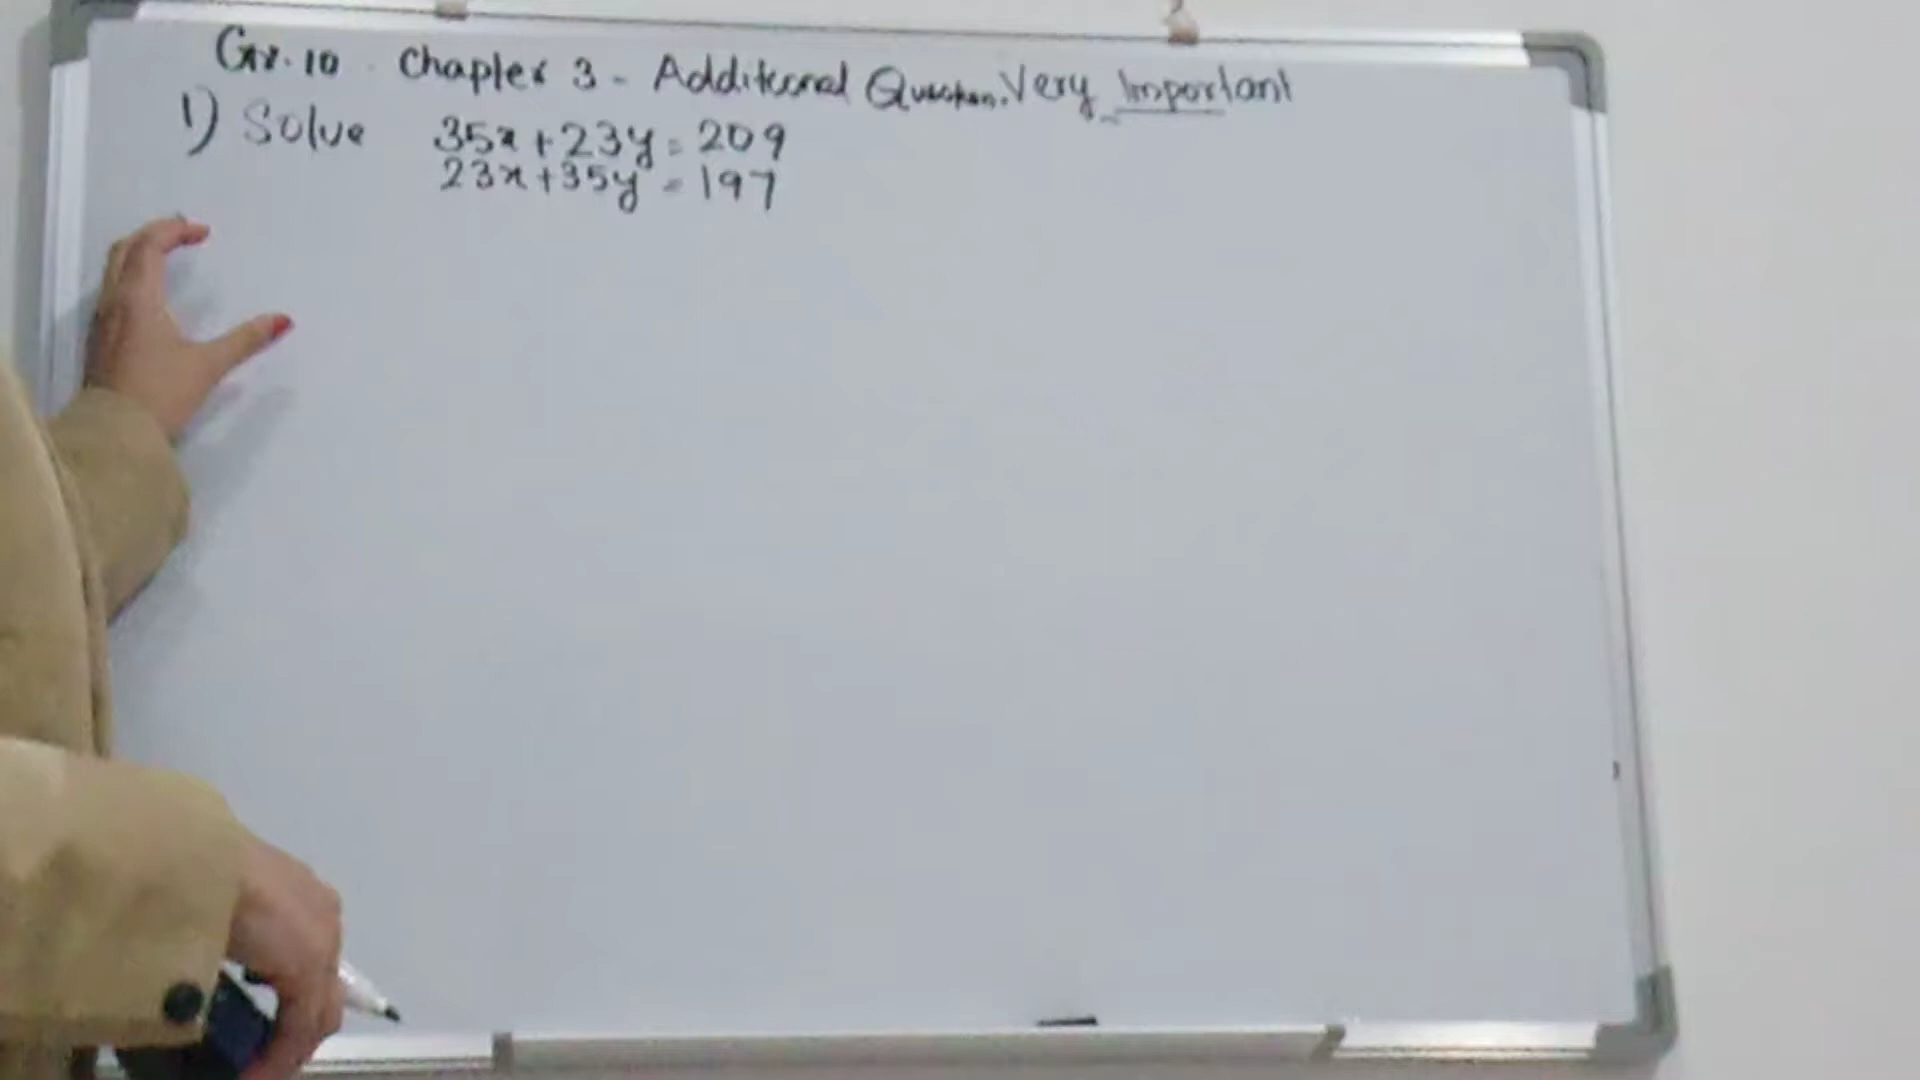 Gr.10 Chapter 3 - Additional Question. Very Important
1) Solve 35x+23y=209
23x+35y=197